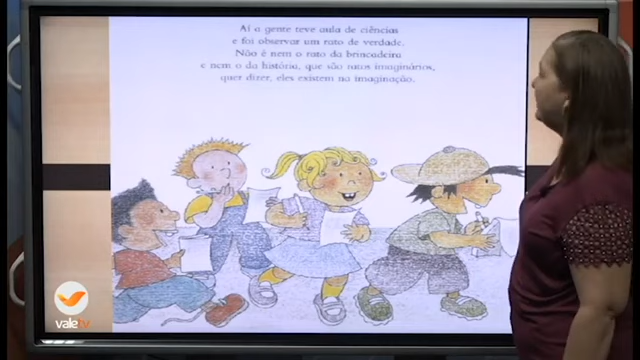 Aí a gente teve aula de ciências
e foi observar um rato de verdade.
Não é nem o rato da brincadeira
e nem o da história, que são ratos imaginários,
quer dizer, eles existem na imaginação.
vale tv